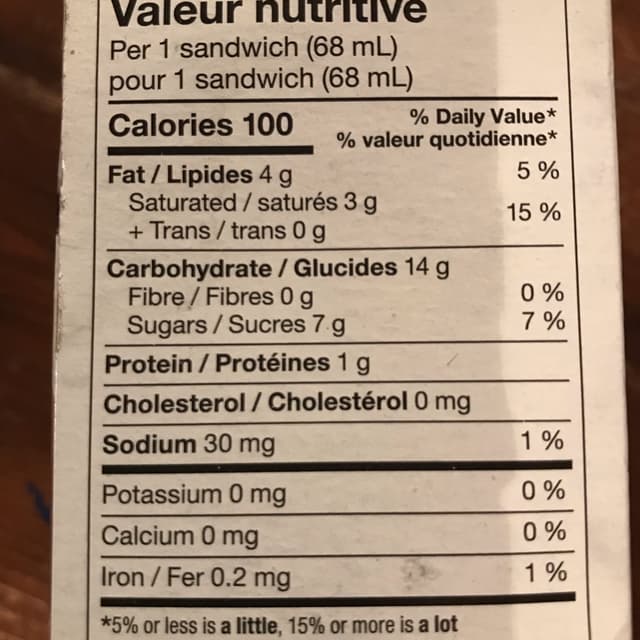 Valeur nutritive
Per 1 sandwich (68 mL)
pour 1 sandwich (68 mL)
Calories 100
% Daily Value*
% valeur quotidienne*
Fat / Lipides 4 g 5 %
Saturated / saturés 3 g
+ Trans / trans 0 g 15 %
Carbohydrate / Glucides 14 g
Fibre / Fibres 0 g 0 %
Sugars / Sucres 7 g 7 %
Protein / Protéines 1 g
Cholesterol / Cholestérol 0 mg
Sodium 30 mg 1 %
Potassium 0 mg 0 %
Calcium 0 mg 0 %
Iron / Fer 0.2 mg 1 %
*5% or less is a little, 15% or more is a lot